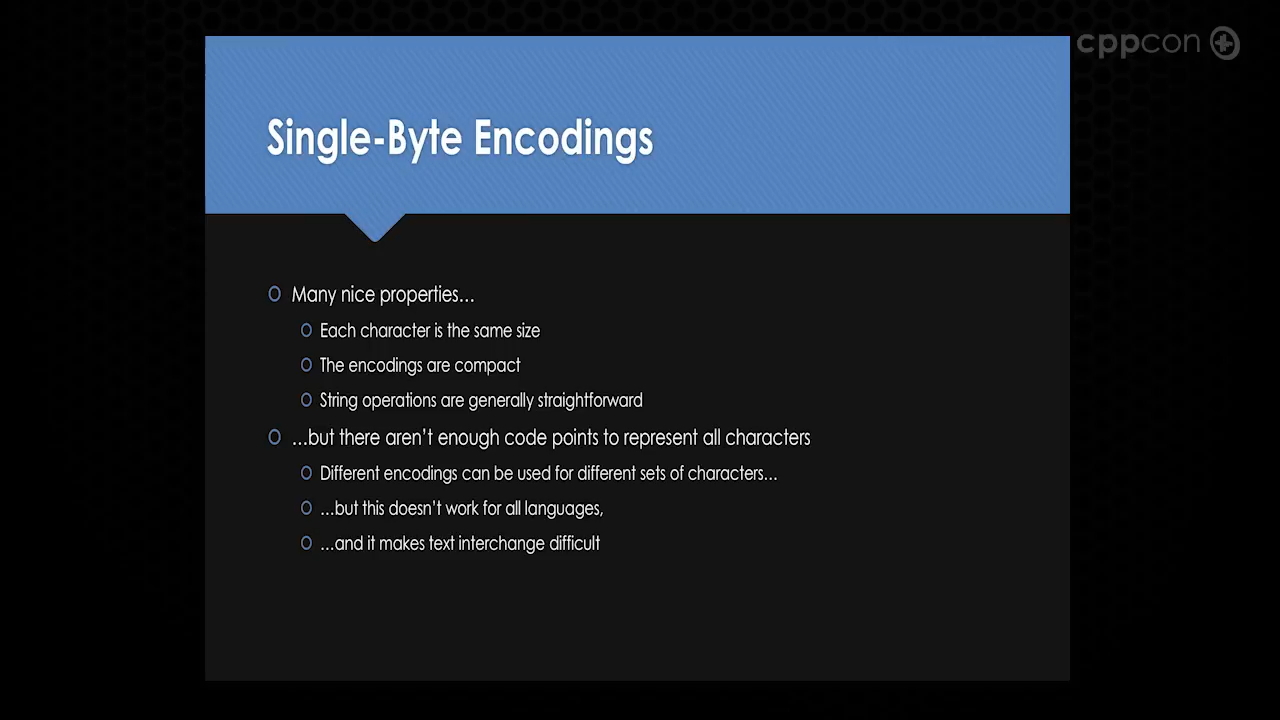 cppcon
Single-Byte Encodings
Many nice properties…
Each character is the same size
The encodings are compact
String operations are generally straightforward
…but there aren’t enough code points to represent all characters
Different encodings can be used for different sets of characters…
…but this doesn’t work for all languages,
…and it makes text interchange difficult